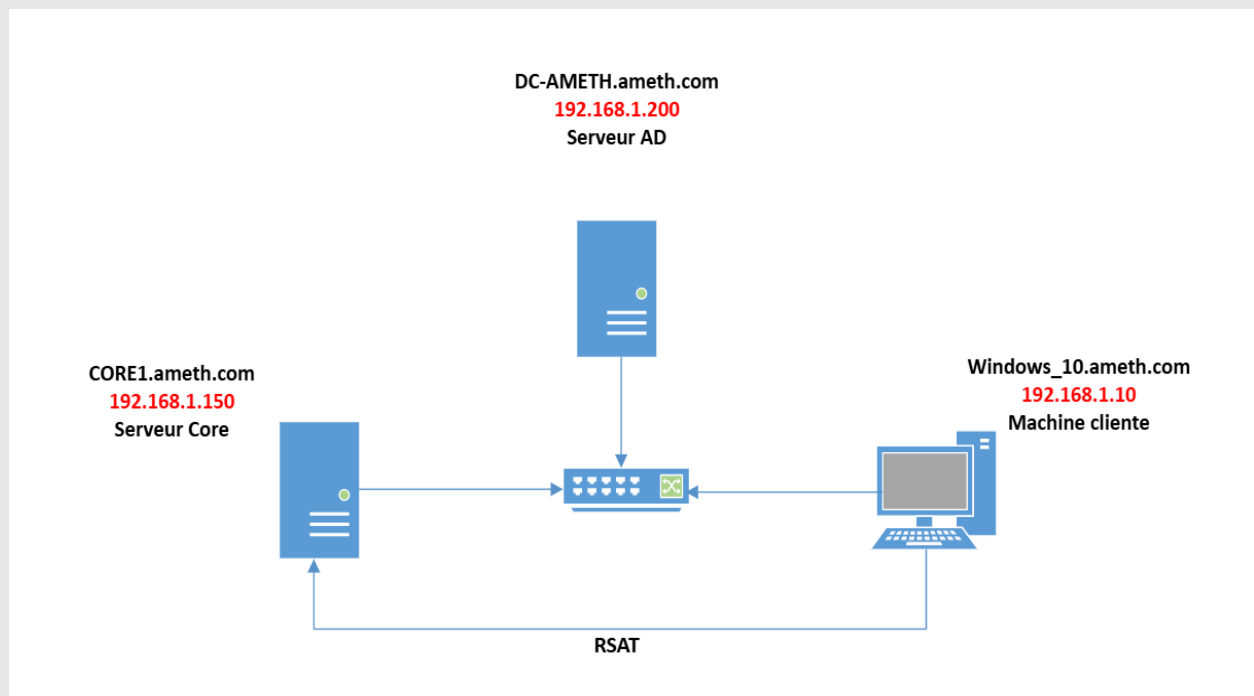 DC-AMETH.ameth.com
192.168.1.200
Serveur AD
CORE1.ameth.com
192.168.1.150
Serveur Core
Windows_10.ameth.com
192.168.1.10
Machine cliente
RSAT